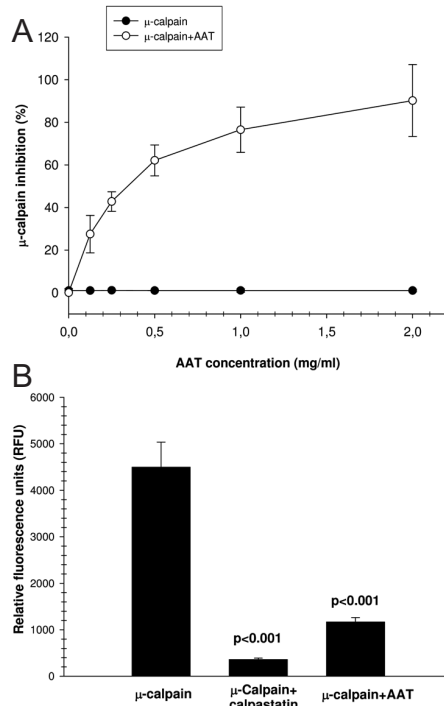 A
μ-calpain
μ-calpain+AAT
120
100
80
60
40
20
0
μ-calpain inhibition (%)
0,0
0,5
1,0
1,5
2,0
AAT concentration (mg/ml)
B
6000
5000
4000
3000
2000
1000
0
Relative fluorescence units (RFU)
p<0.001
p<0.001
μ-calpain
μ-Calpain+
calpastatin
μ-calpain+AAT